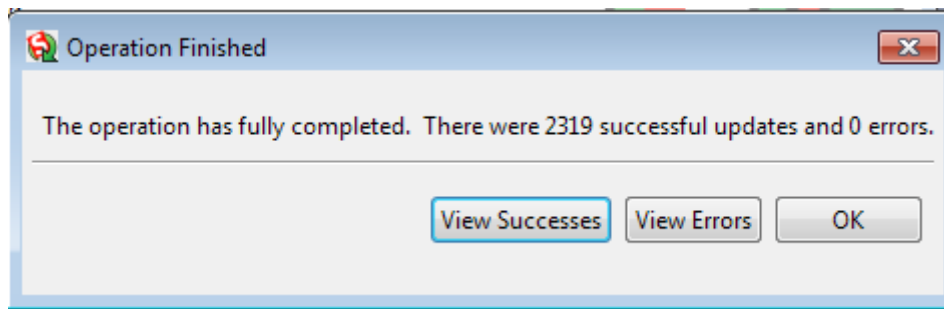 Operation Finished
The operation has fully completed.  There were 2319 successful updates and 0 errors.
View Successes
View Errors
OK